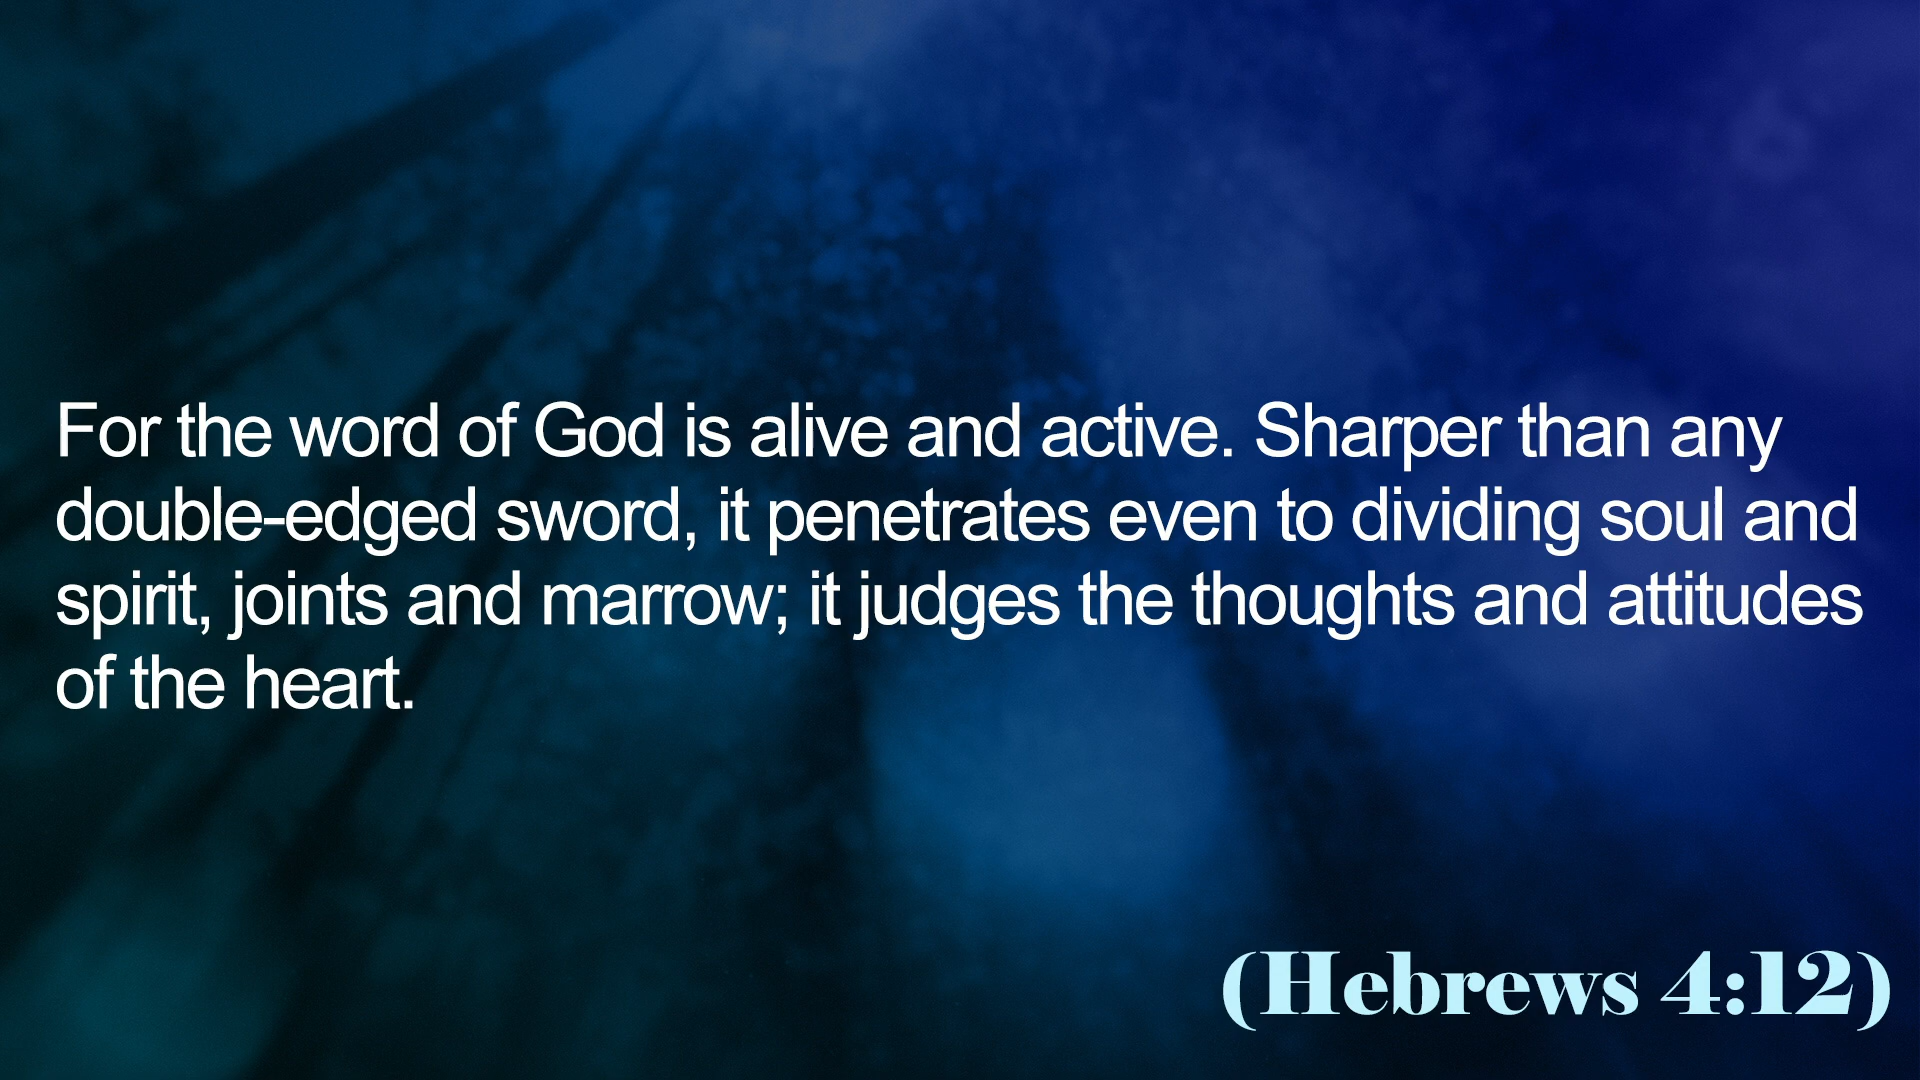 For the word of God is alive and active. Sharper than any
double-edged sword, it penetrates even to dividing soul and
spirit, joints and marrow; it judges the thoughts and attitudes
of the heart.
(Hebrews 4:12)